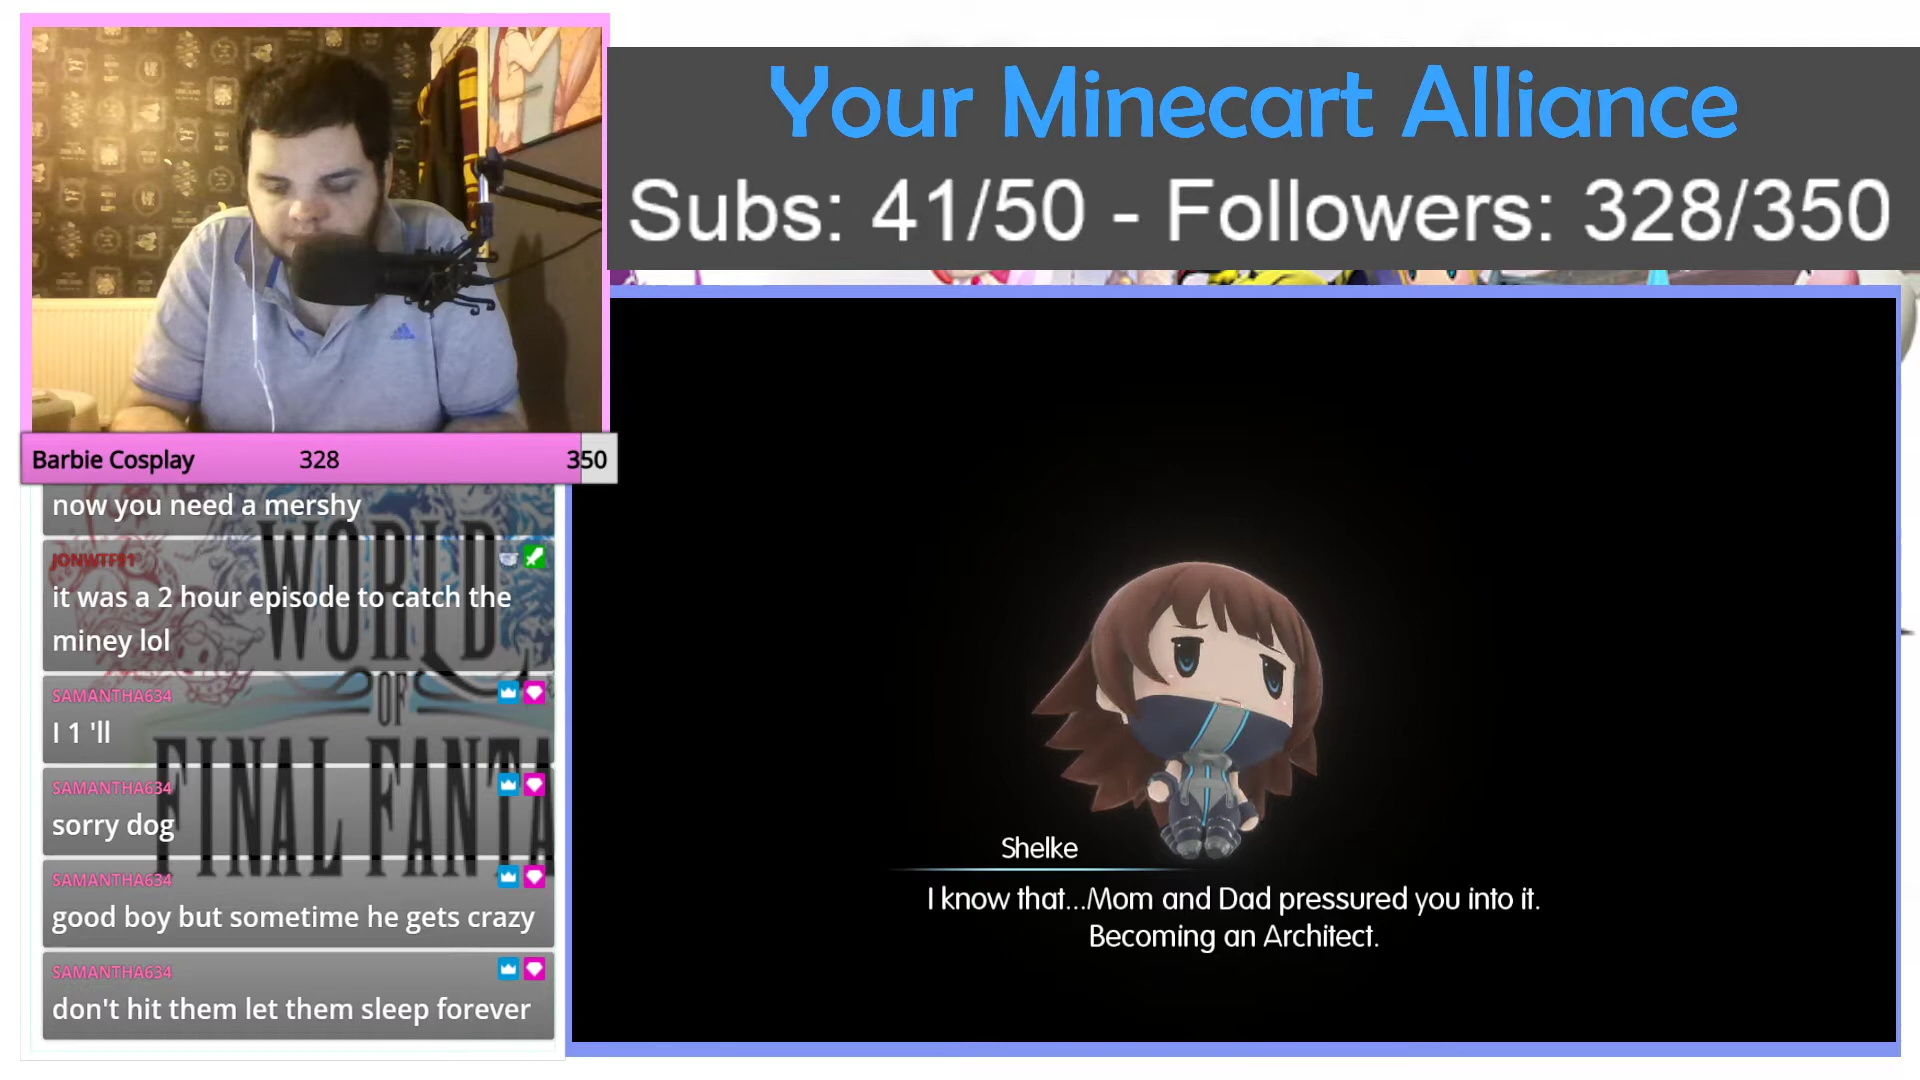 Your Minecart Alliance
Subs: 41/50 - Followers: 328/350
Barbie Cosplay 328 350
now you need a mershy
JONWTF91
it was a 2 hour episode to catch the
miney lol
SAMANTHA634
I 1 'll
SAMANTHA634
sorry dog
SAMANTHA634
good boy but sometime he gets crazy
SAMANTHA634
don't hit them let them sleep forever
WORLD
OF
FINAL FANTA
Shelke
I know that...Mom and Dad pressured you into it.
Becoming an Architect.